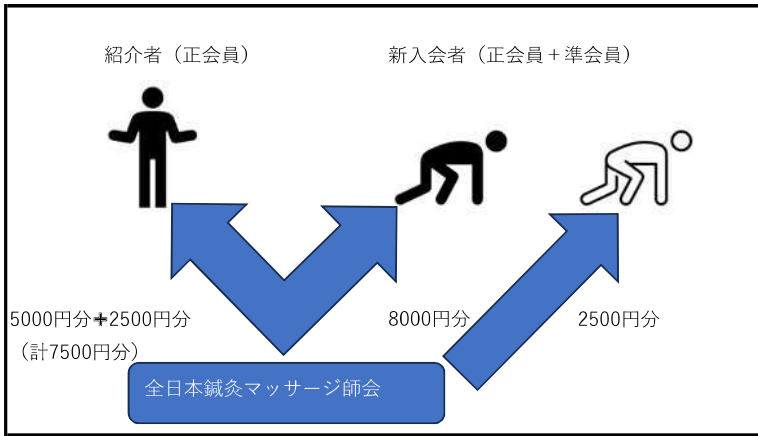 紹介者（正会員）
新入会者（正会員＋準会員）
5000円分+2500円分
（計7500円分）
8000円分
2500円分
全日本鍼灸マッサージ師会